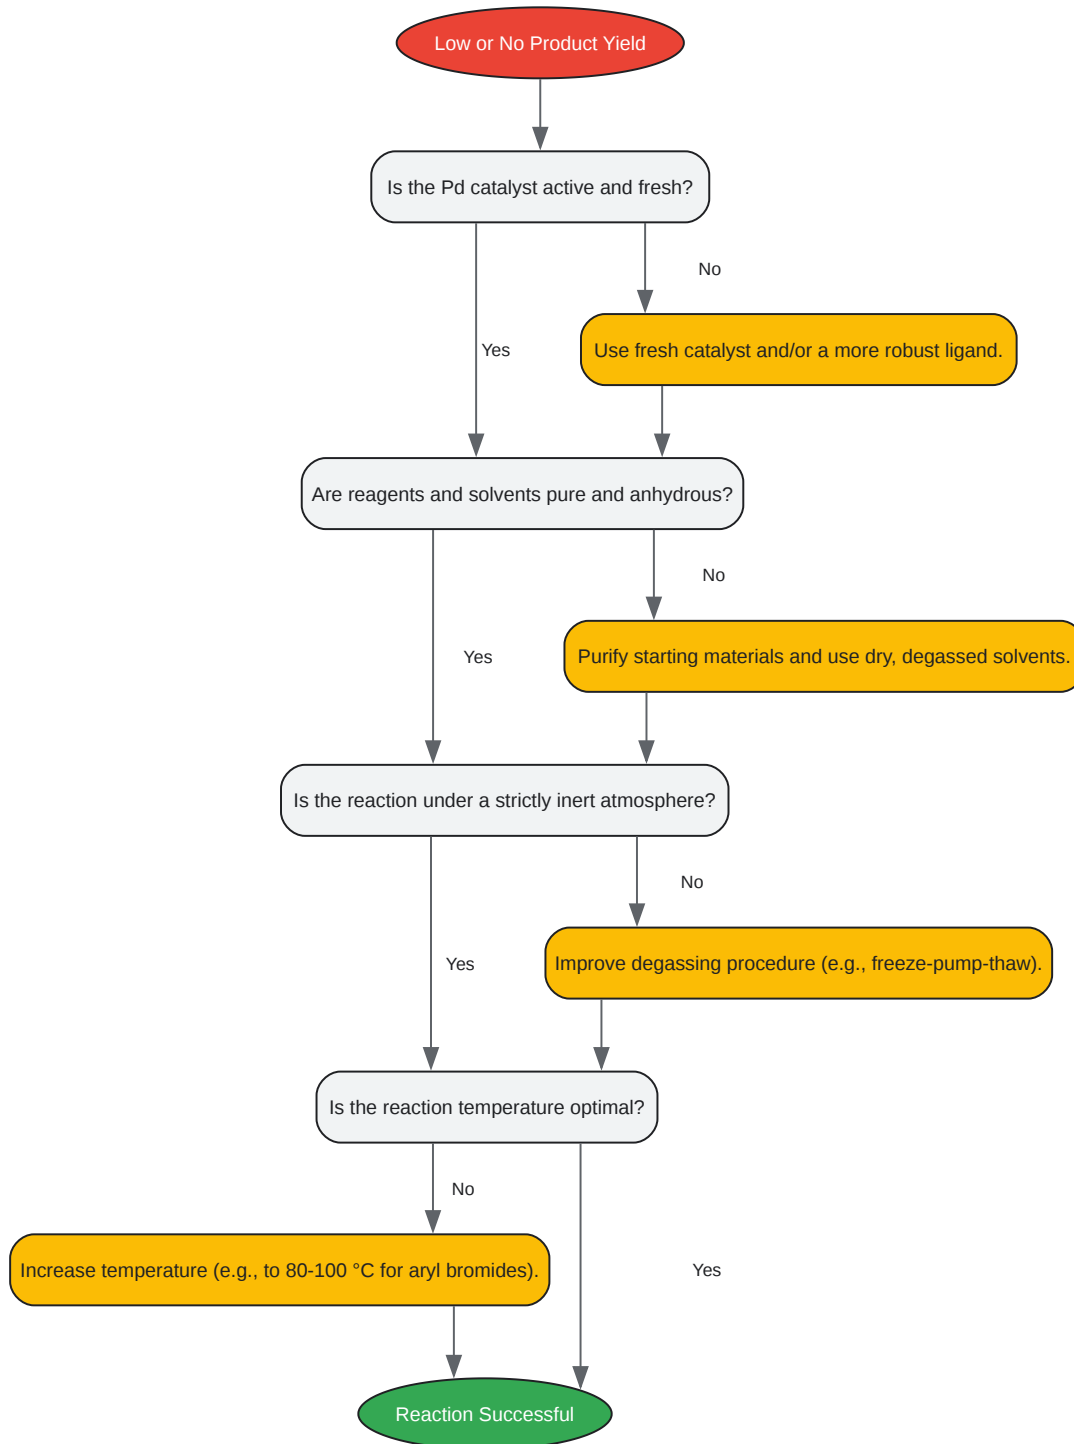 Low or No Product Yield
Is the Pd catalyst active and fresh?
No
Yes
Use fresh catalyst and/or a more robust ligand.
Are reagents and solvents pure and anhydrous?
No
Yes
Purify starting materials and use dry, degassed solvents.
Is the reaction under a strictly inert atmosphere?
No
Yes
Improve degassing procedure (e.g., freeze-pump-thaw).
Is the reaction temperature optimal?
No
Increase temperature (e.g., to 80-100 °C for aryl bromides).
Yes
Reaction Successful